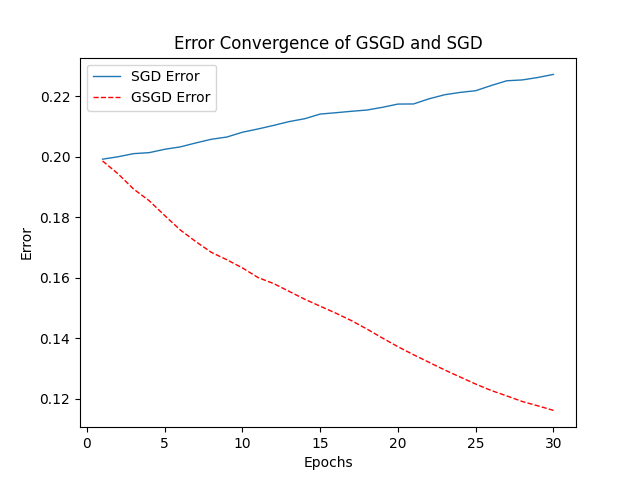 Error Convergence of GSGD and SGD
SGD Error
GSGD Error
0.22
0.20
0.18
0.16
0.14
0.12
Error
0 5 10 15 20 25 30
Epochs